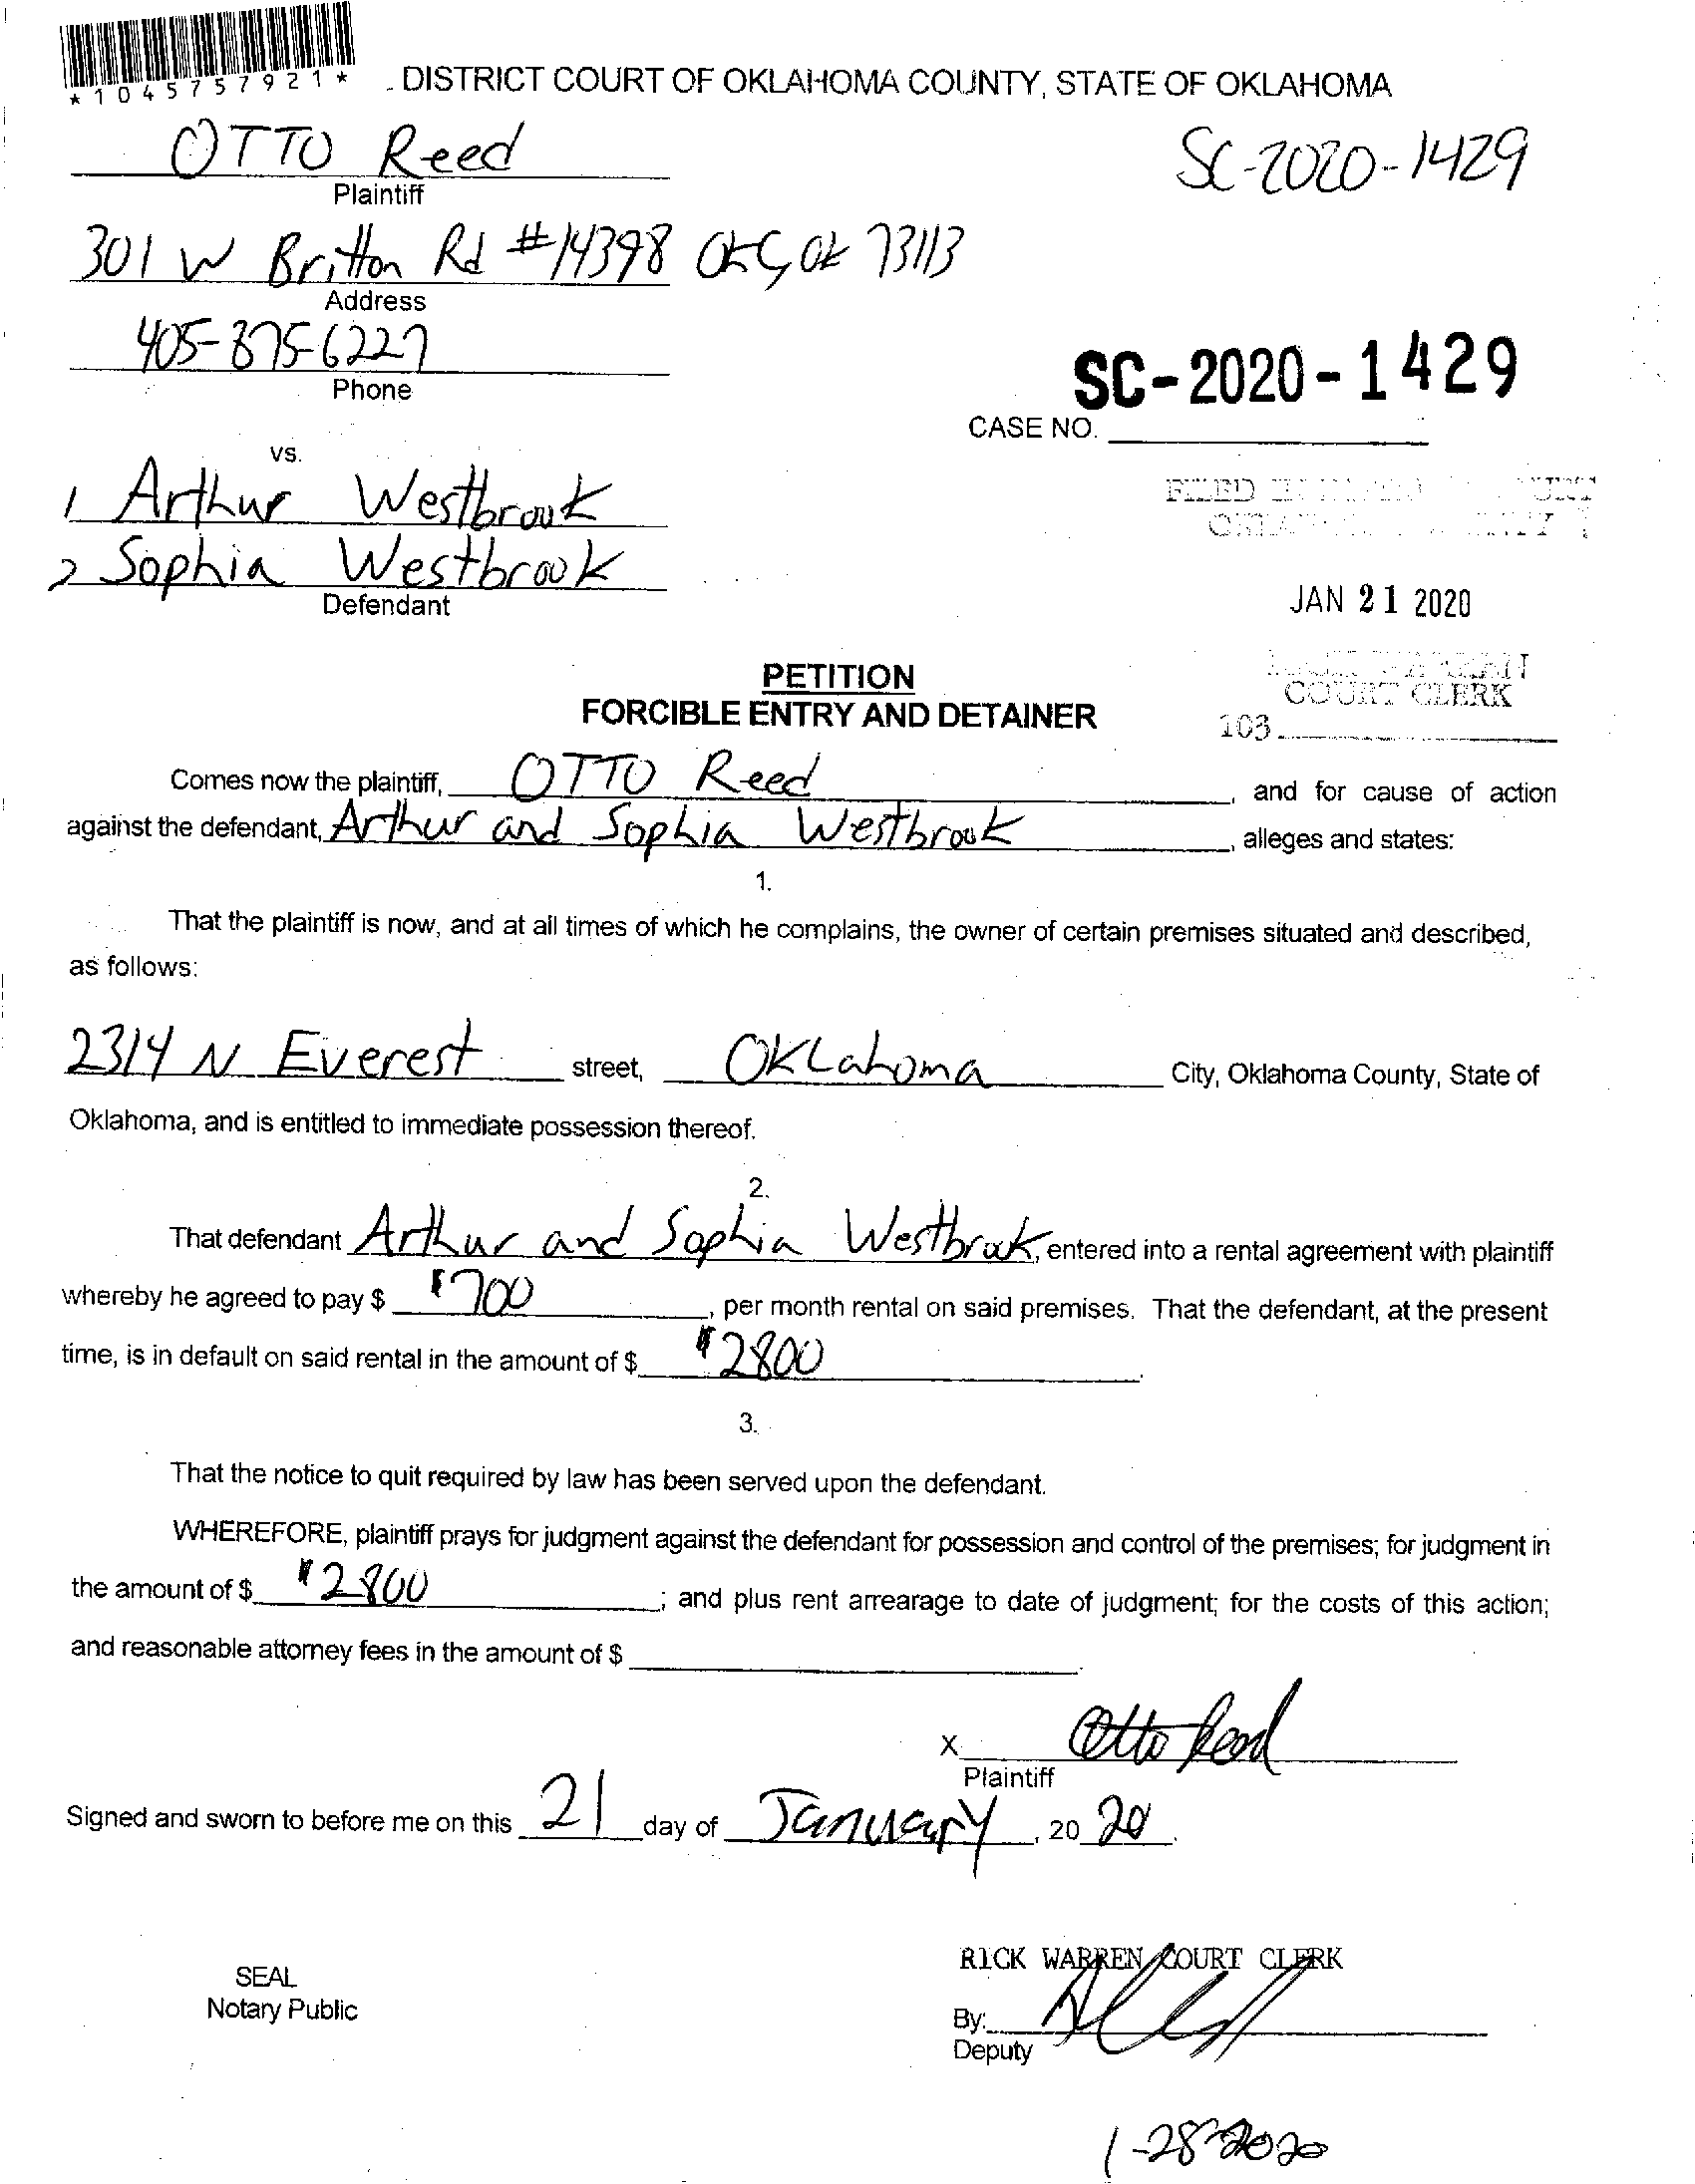 *1045757921*
DISTRICT COURT OF OKLAHOMA COUNTY, STATE OF OKLAHOMA
OTTO Reed
Plaintiff
SC-2020-1429
301 W Britton Rd #14398 OKC, OK 73113
Address
405-875-6227
Phone
SC-2020-1429
CASE NO.
vs.
1 Arthur Westbrook
2 Sophia Westbrook
Defendant
FILED
JAN 21 2020
COURT CLERK
103
PETITION
FORCIBLE ENTRY AND DETAINER
Comes now the plaintiff, OTTO Reed, and for cause of action
against the defendant, Arthur and Sophia Westbrook, alleges and states:
1.
That the plaintiff is now, and at all times of which he complains, the owner of certain premises situated and described,
as follows:
2314 N Everest street, OKLahoma City, Oklahoma County, State of
Oklahoma, and is entitled to immediate possession thereof.
2.
That defendant Arthur and Sophia Westbrook, entered into a rental agreement with plaintiff
whereby he agreed to pay $ $700, per month rental on said premises. That the defendant, at the present
time, is in default on said rental in the amount of $ $2800.
3.
That the notice to quit required by law has been served upon the defendant.
WHEREFORE, plaintiff prays for judgment against the defendant for possession and control of the premises; for judgment in
the amount of $ $2800; and plus rent arrearage to date of judgment; for the costs of this action;
and reasonable attorney fees in the amount of $
X Otto Reed
Plaintiff
Signed and sworn to before me on this 21 day of January, 20 20.
SEAL
Notary Public
RICK WARREN COURT CLERK
By:
Deputy
1-28-2020